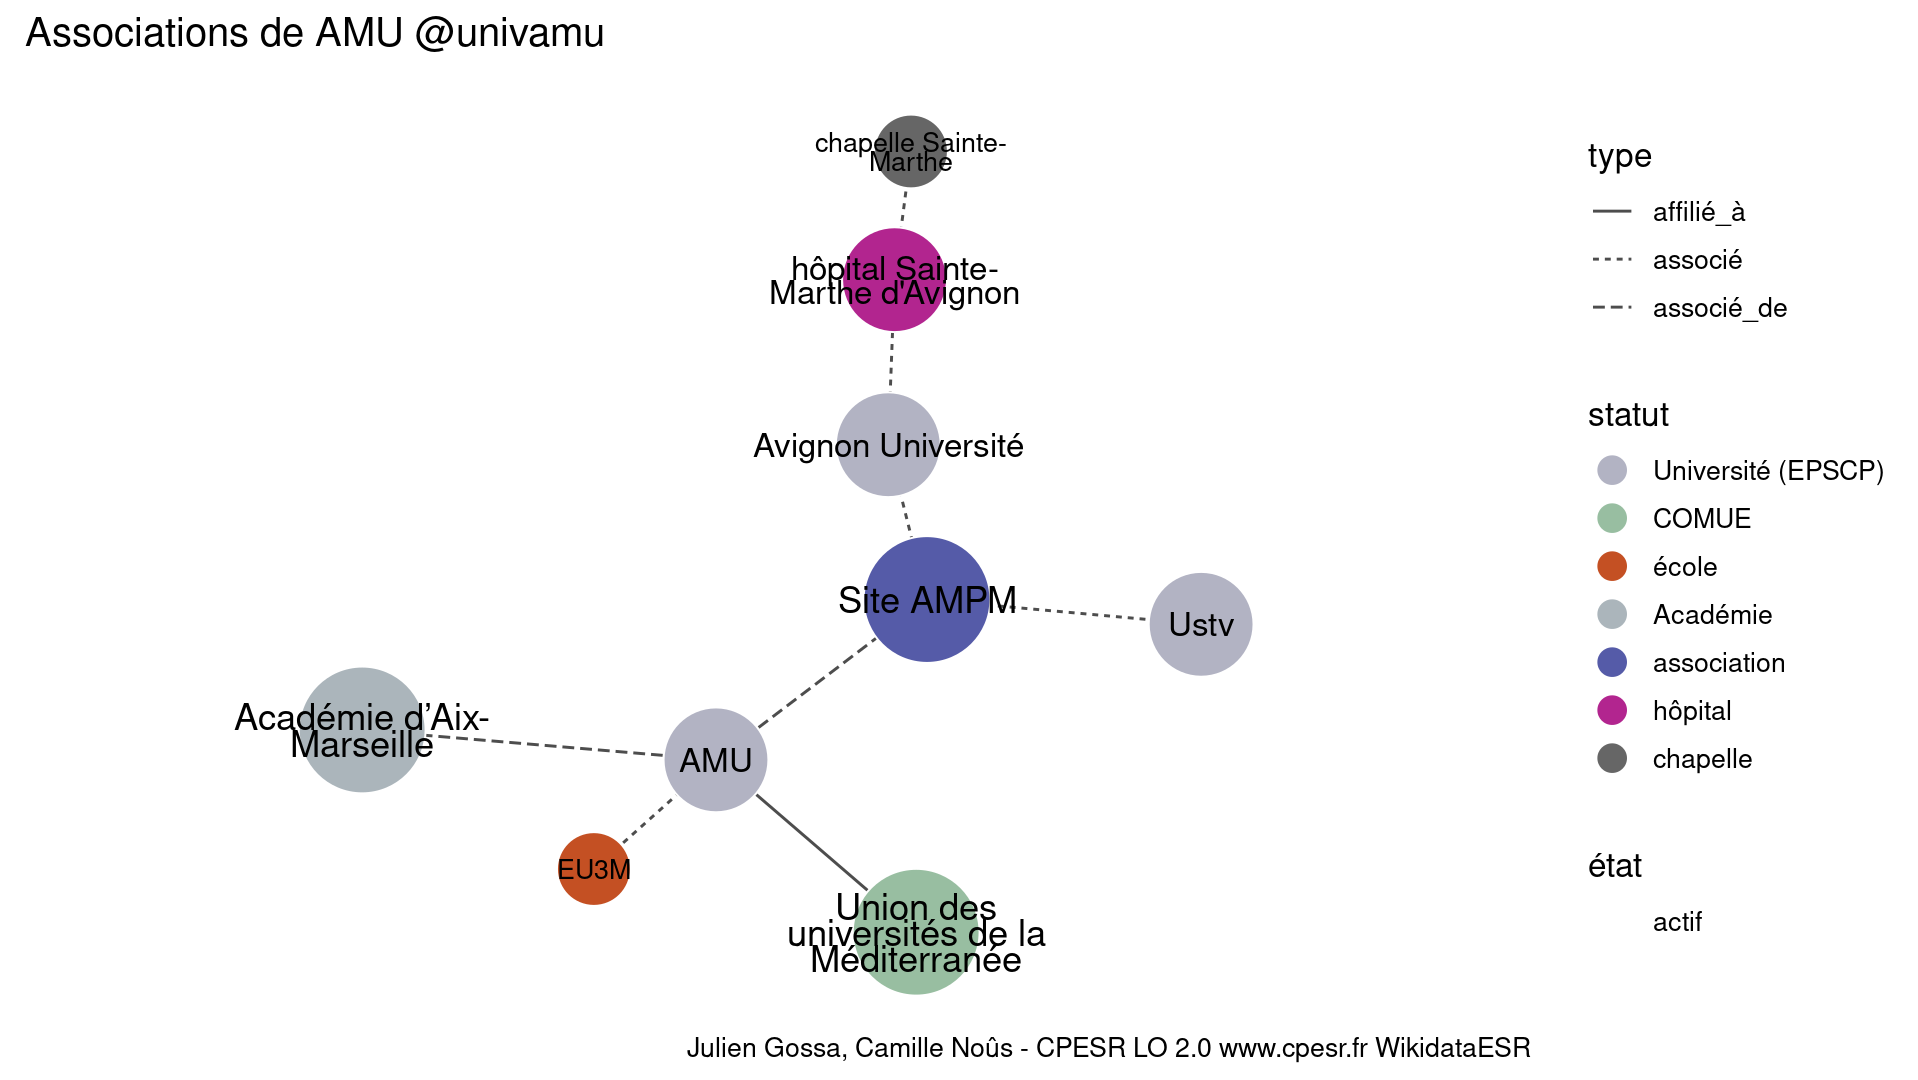 Associations de AMU @univamu
chapelle Sainte-
Marthe
hôpital Sainte-
Marthe d'Avignon
Avignon Université
Site AMPM
Ustv
Académie d’Aix-
Marseille
AMU
EU3M
Union des
universités de la
Méditerranée
type
affilié_à
associé
associé_de
statut
Université (EPSCP)
COMUE
école
Académie
association
hôpital
chapelle
état
actif
Julien Gossa, Camille Noûs - CPESR LO 2.0 www.cpesr.fr WikidataESR